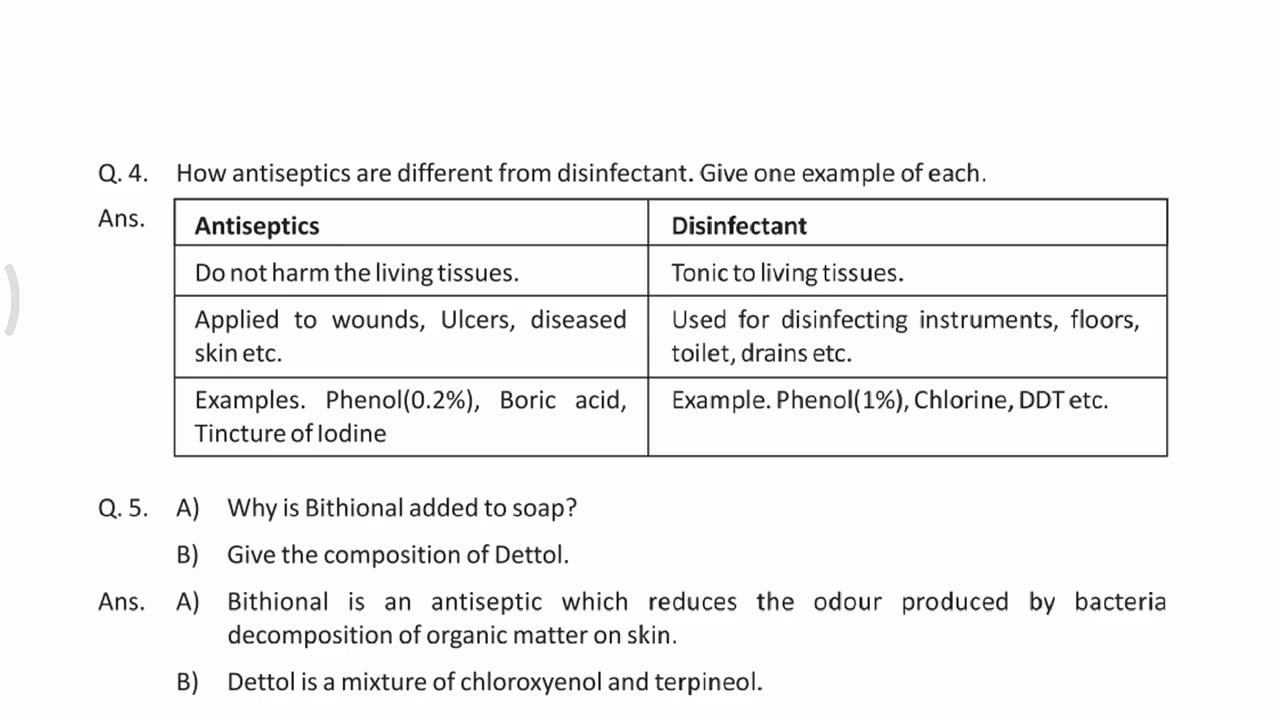 Q. 4. How antiseptics are different from disinfectant. Give one example of each.
Ans.
Antiseptics Disinfectant
Do not harm the living tissues. Tonic to living tissues.
Applied to wounds, Ulcers, diseased
skin etc.
Used for disinfecting instruments, floors,
toilet, drains etc.
Examples. Phenol(0.2%), Boric acid,
Tincture of Iodine
Example. Phenol(1%), Chlorine, DDT etc.
Q. 5. A) Why is Bithional added to soap?
B) Give the composition of Dettol.
Ans. A) Bithional is an antiseptic which reduces the odour produced by bacteria
decomposition of organic matter on skin.
B) Dettol is a mixture of chloroxyenol and terpineol.